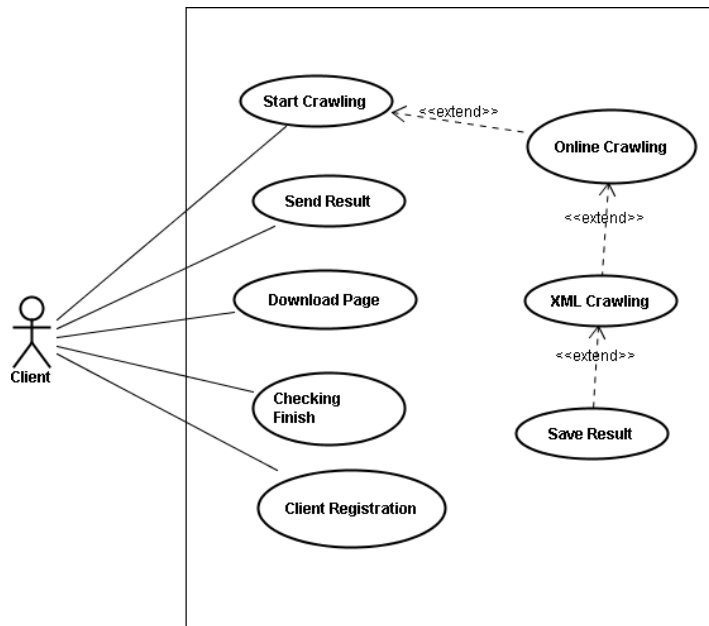 Start Crawling
<<extend>>
Online Crawling
Send Result
<<extend>>
Download Page
XML Crawling
<<extend>>
Client
Checking
Finish
Save Result
Client Registration